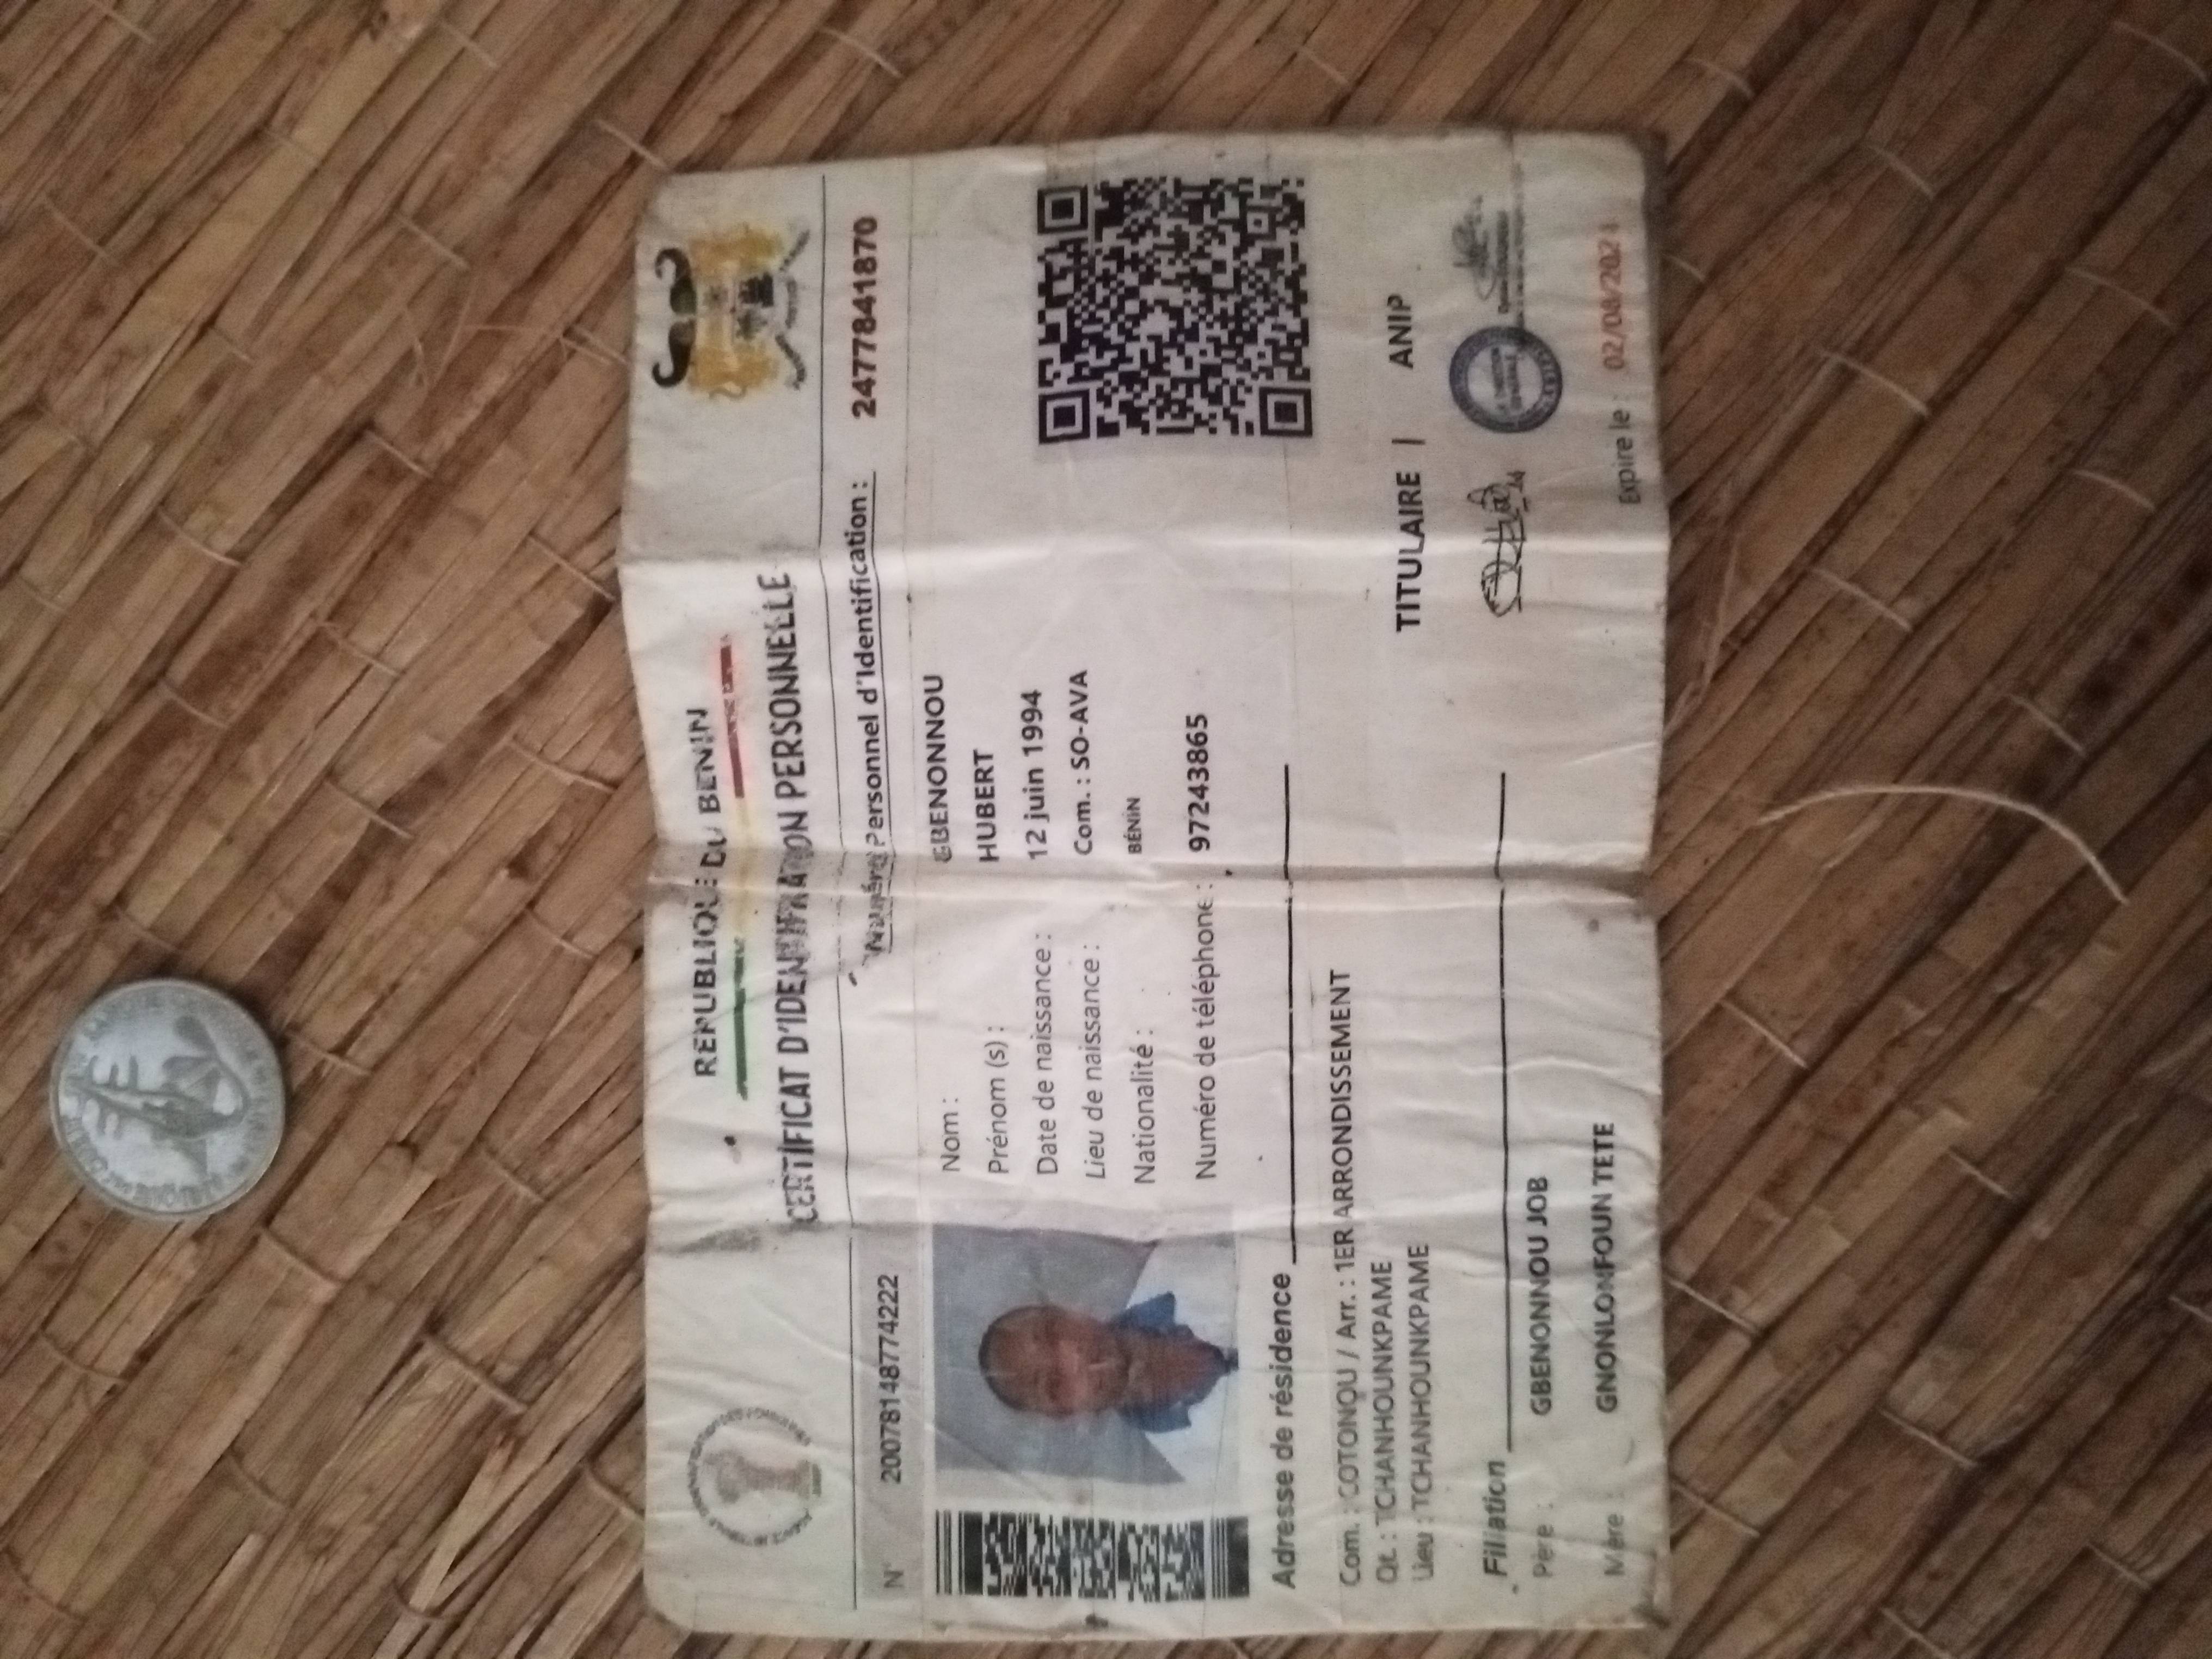 REPUBLIQUE DU BENIN
CERTIFICAT D'IDENTIFICATION PERSONNELLE
N° 20078148774222
Numéro Personnel d'Identification : 2477841870
Nom : GBENONNOU
Prénom (s) : HUBERT
Date de naissance : 12 juin 1994
Lieu de naissance : Com. : SO-AVA
Nationalité : BÉNIN
Numéro de téléphone : 97243865
Adresse de résidence
Com. : COTONOU / Arr. : 1ER ARRONDISSEMENT
Qt. : TCHANHOUNKPAME
Lieu : TCHANHOUNKPAME
TITULAIRE | ANIP
Filiation
Père : GBENONNOU JOB
Mère : GNONLONFOUN TETE
Expire le : 02/08/2024